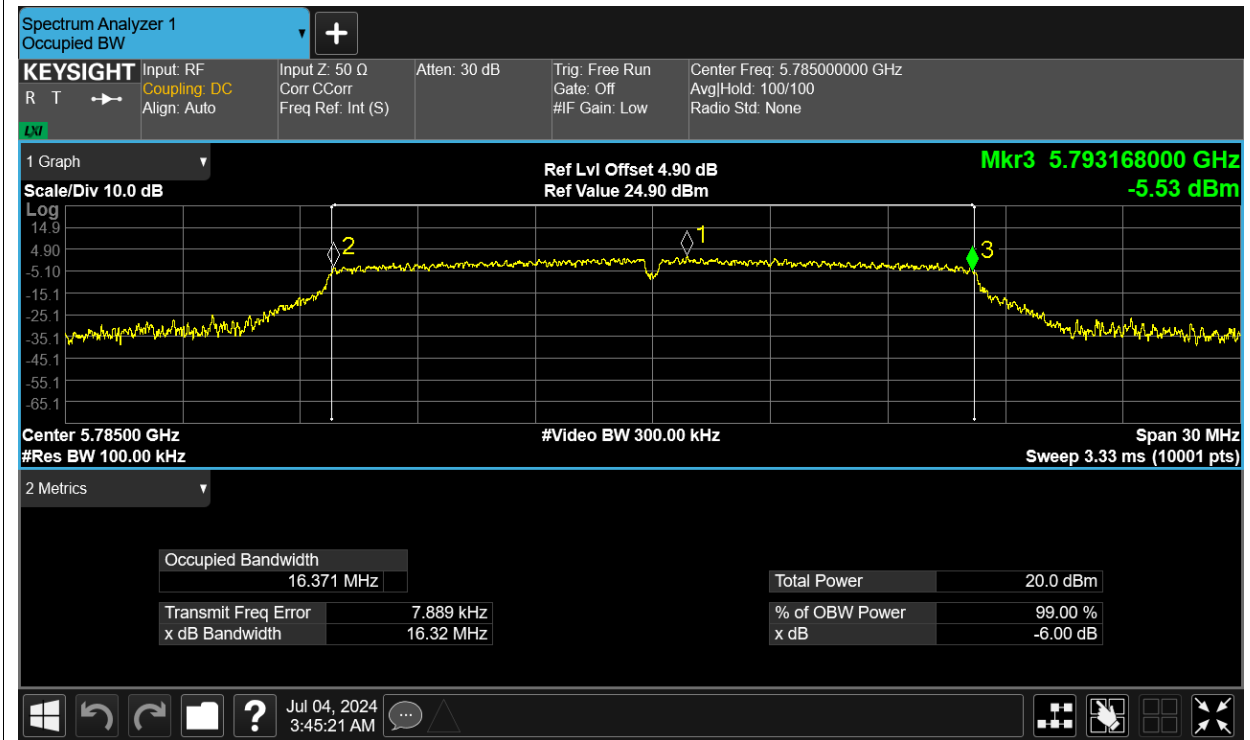 Spectrum Analyzer 1
Occupied BW
KEYSIGHT
R T
LXI
Input: RF
Coupling: DC
Align: Auto
Input Z: 50 Ω
Corr CCorr
Freq Ref: Int (S)
Atten: 30 dB
Trig: Free Run
Gate: Off
#IF Gain: Low
Center Freq: 5.785000000 GHz
Avg|Hold: 100/100
Radio Std: None
1 Graph
Scale/Div 10.0 dB
Ref Lvl Offset 4.90 dB
Ref Value 24.90 dBm
Mkr3 5.793168000 GHz
-5.53 dBm
Log
14.9
4.90
-5.10
-15.1
-25.1
-35.1
-45.1
-55.1
-65.1
2
1
3
Center 5.78500 GHz
#Res BW 100.00 kHz
#Video BW 300.00 kHz
Span 30 MHz
Sweep 3.33 ms (10001 pts)
2 Metrics
Occupied Bandwidth
16.371 MHz
Transmit Freq Error 7.889 kHz
x dB Bandwidth 16.32 MHz
Total Power 20.0 dBm
% of OBW Power 99.00 %
x dB -6.00 dB
?
Jul 04, 2024
3:45:21 AM